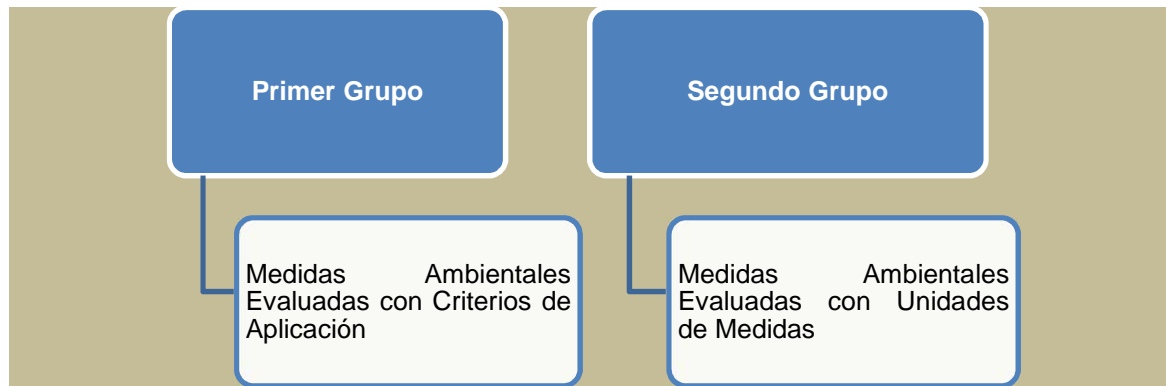 Primer Grupo
Segundo Grupo
Medidas Ambientales
Evaluadas con Criterios de
Aplicación
Medidas Ambientales
Evaluadas con Unidades
de Medidas